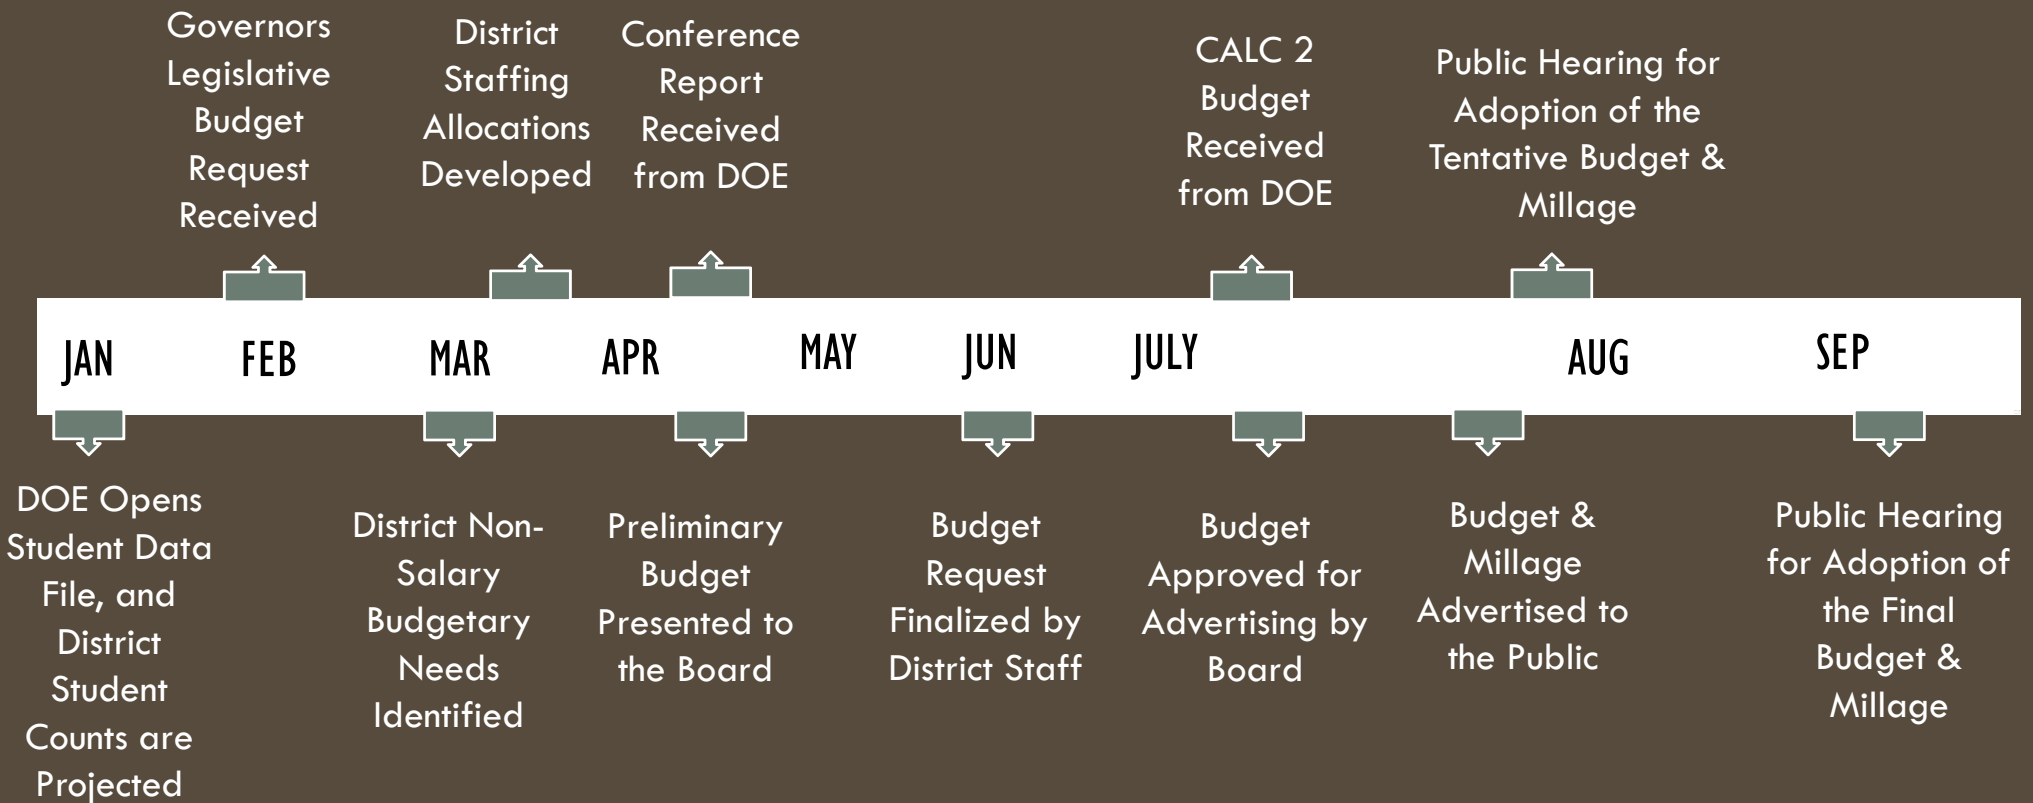 Governors
Legislative
Budget
Request
Received
District
Staffing
Allocations
Developed
Conference
Report
Received
from DOE
CALC 2
Budget
Received
from DOE
Public Hearing for
Adoption of the
Tentative Budget &
Millage
JAN
FEB
MAR
APR
MAY
JUN
JULY
AUG
SEP
DOE Opens
Student Data
File, and
District
Student
Counts are
Projected
District Non-
Salary
Budgetary
Needs
Identified
Preliminary
Budget
Presented to
the Board
Budget
Request
Finalized by
District Staff
Budget
Approved for
Advertising by
Board
Budget &
Millage
Advertised to
the Public
Public Hearing
for Adoption of
the Final
Budget &
Millage